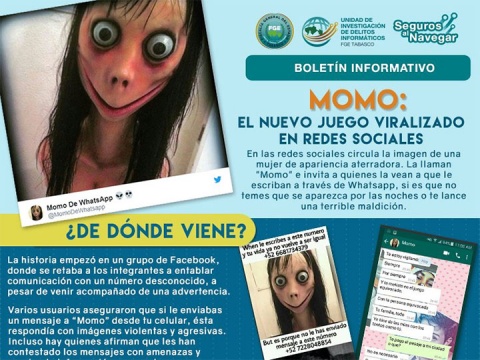 FGE
UNIDAD DE
INVESTIGACIÓN
DE DELITOS
INFORMÁTICOS
FGE TABASCO
Seguros
al
Navegar
BOLETÍN INFORMATIVO
MOMO:
EL NUEVO JUEGO VIRALIZADO
EN REDES SOCIALES
En las redes sociales circula la imagen de una
mujer de apariencia aterradora. La llaman
"Momo" e invita a quienes la vean a que le
escriban a través de Whatsapp, si es que no
temes que se aparezca por las noches o te lance
una terrible maldición.
Momo De WhatsApp
@MomoDeWhatsapp
¿DE DÓNDE VIENE?
La historia empezó en un grupo de Facebook,
donde se retaba a los integrantes a entablar
comunicación con un número desconocido, a
pesar de venir acompañado de una advertencia.
Varios usuarios aseguraron que si le enviabas
un mensaje a "Momo" desde tu celular, ésta
respondía con imágenes violentas y agresivas.
Incluso hay quienes afirman que les han
contestado los mensajes con amenazas y
When le escribes a este número
y tu vida ya no vuelve a ser igual
But es porque no les han enviado
mensaje a este número
Momo
Te estoy vigilando
Siempre